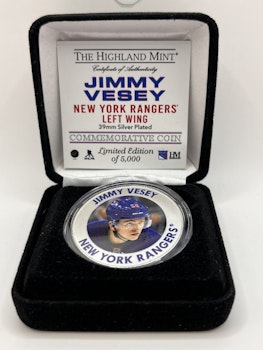 THE HIGHLAND MINT®
Certificate of Authenticity
JIMMY
VESEY
NEW YORK RANGERS®
LEFT WING
39mm Silver Plated
COMMEMORATIVE COIN
Limited Edition
of 5,000
HM
JIMMY VESEY
NEW YORK RANGERS®